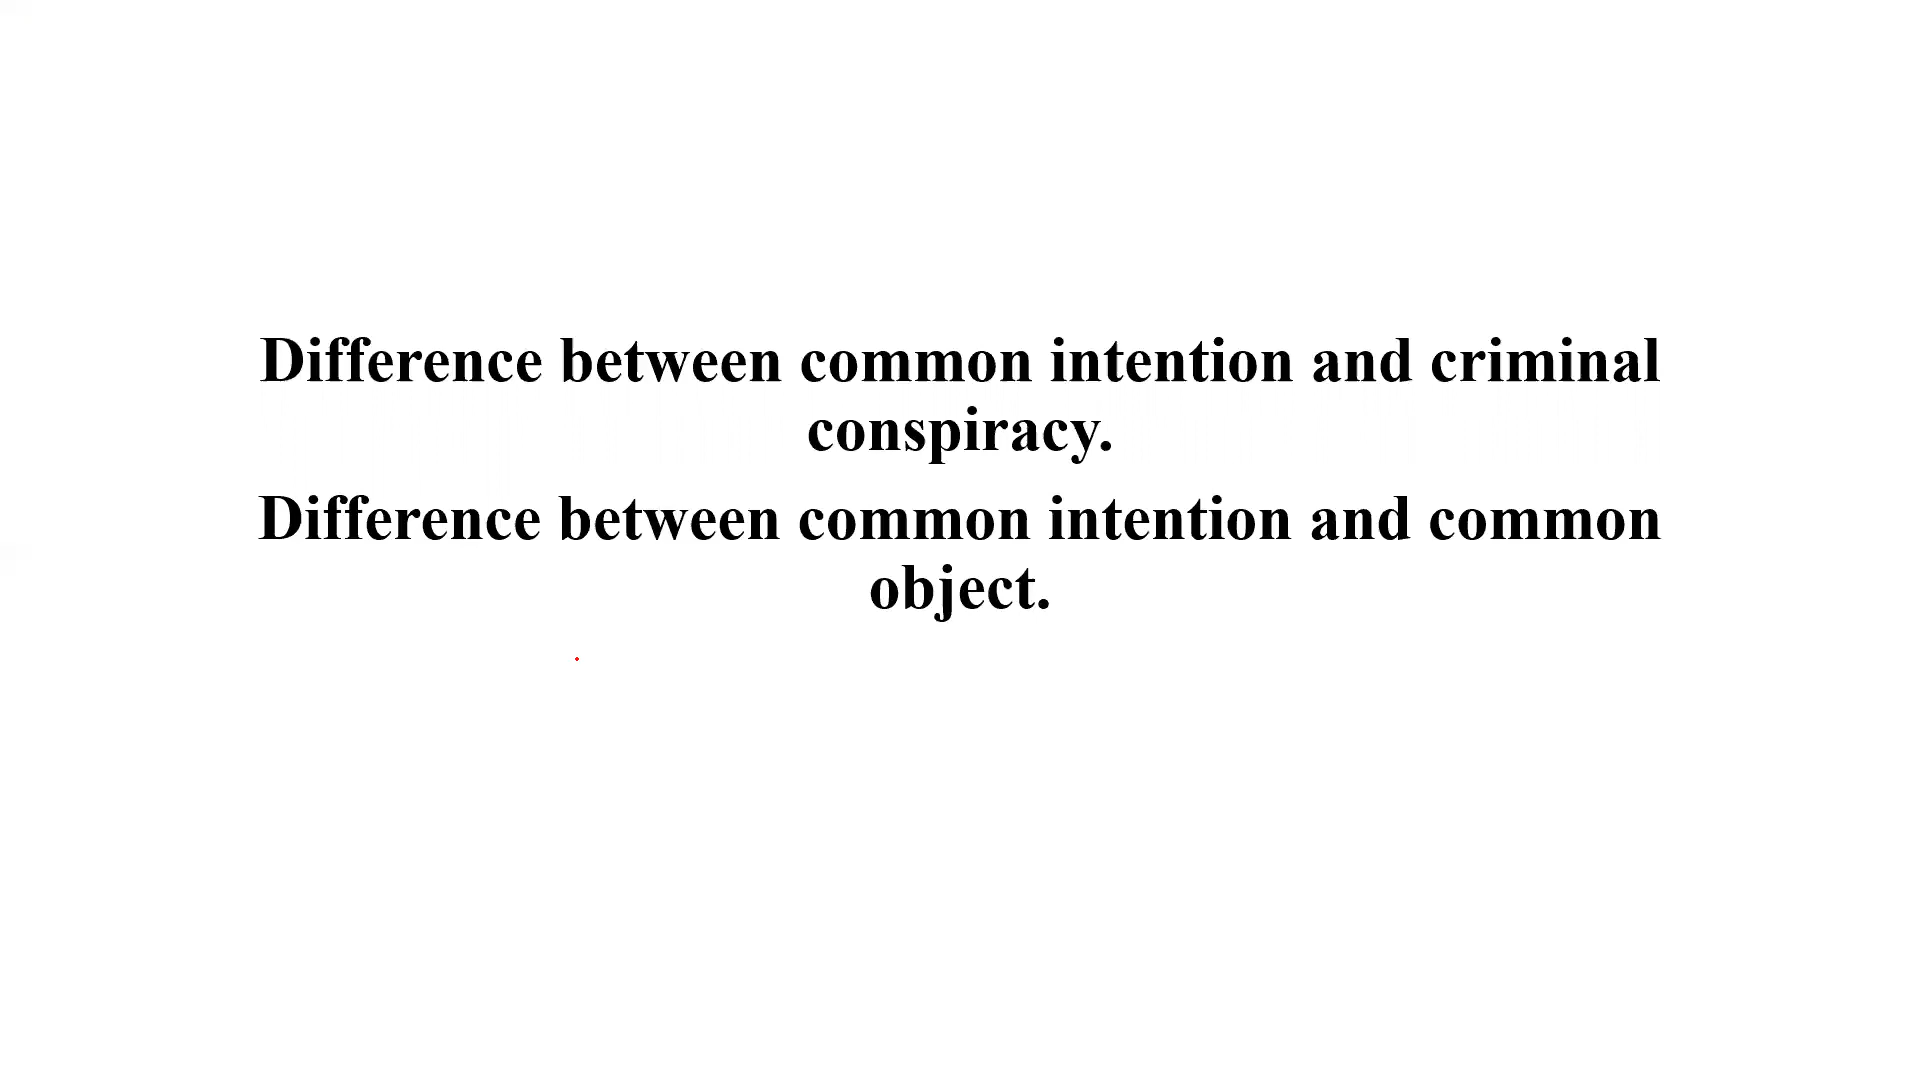 Difference between common intention and criminal
conspiracy.
Difference between common intention and common
object.